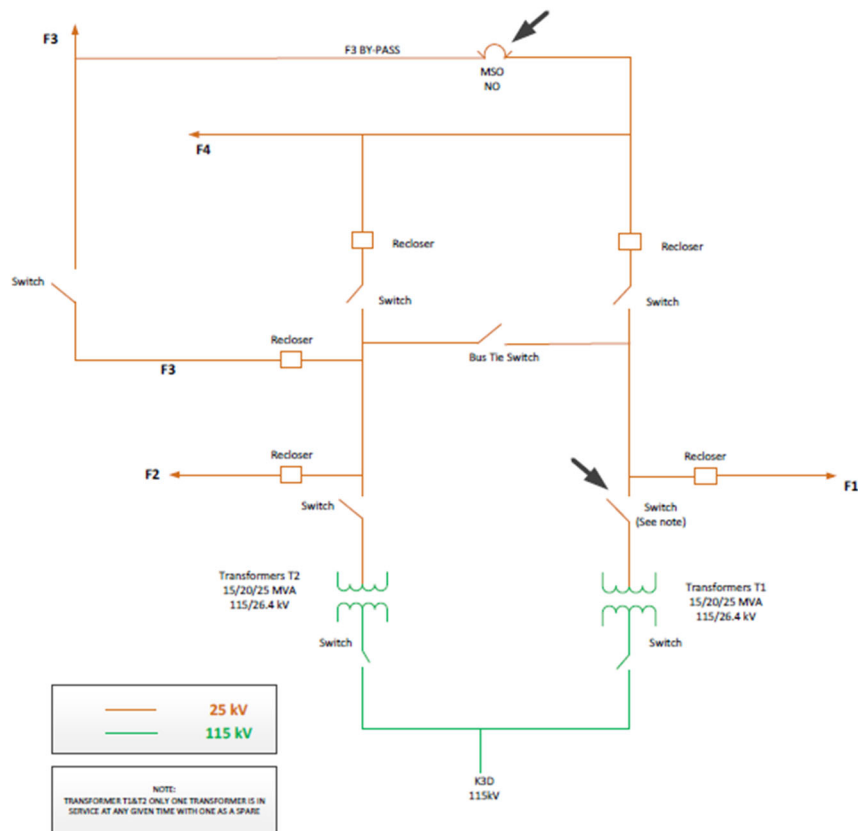 F3
F3 BY-PASS
MSO
NO
F4
Recloser
Recloser
Switch
Switch
Switch
Recloser
Bus Tie Switch
F3
Recloser
Recloser
F2
F1
Switch
Switch
(See note)
Transformers T2
15/20/25 MVA
115/26.4 kV
Transformers T1
15/20/25 MVA
115/26.4 kV
Switch
Switch
25 kV
115 kV
K3D
115kV
NOTE:
TRANSFORMER T1&T2 ONLY ONE TRANSFORMER IS IN
SERVICE AT ANY GIVEN TIME WITH ONE AS A SPARE